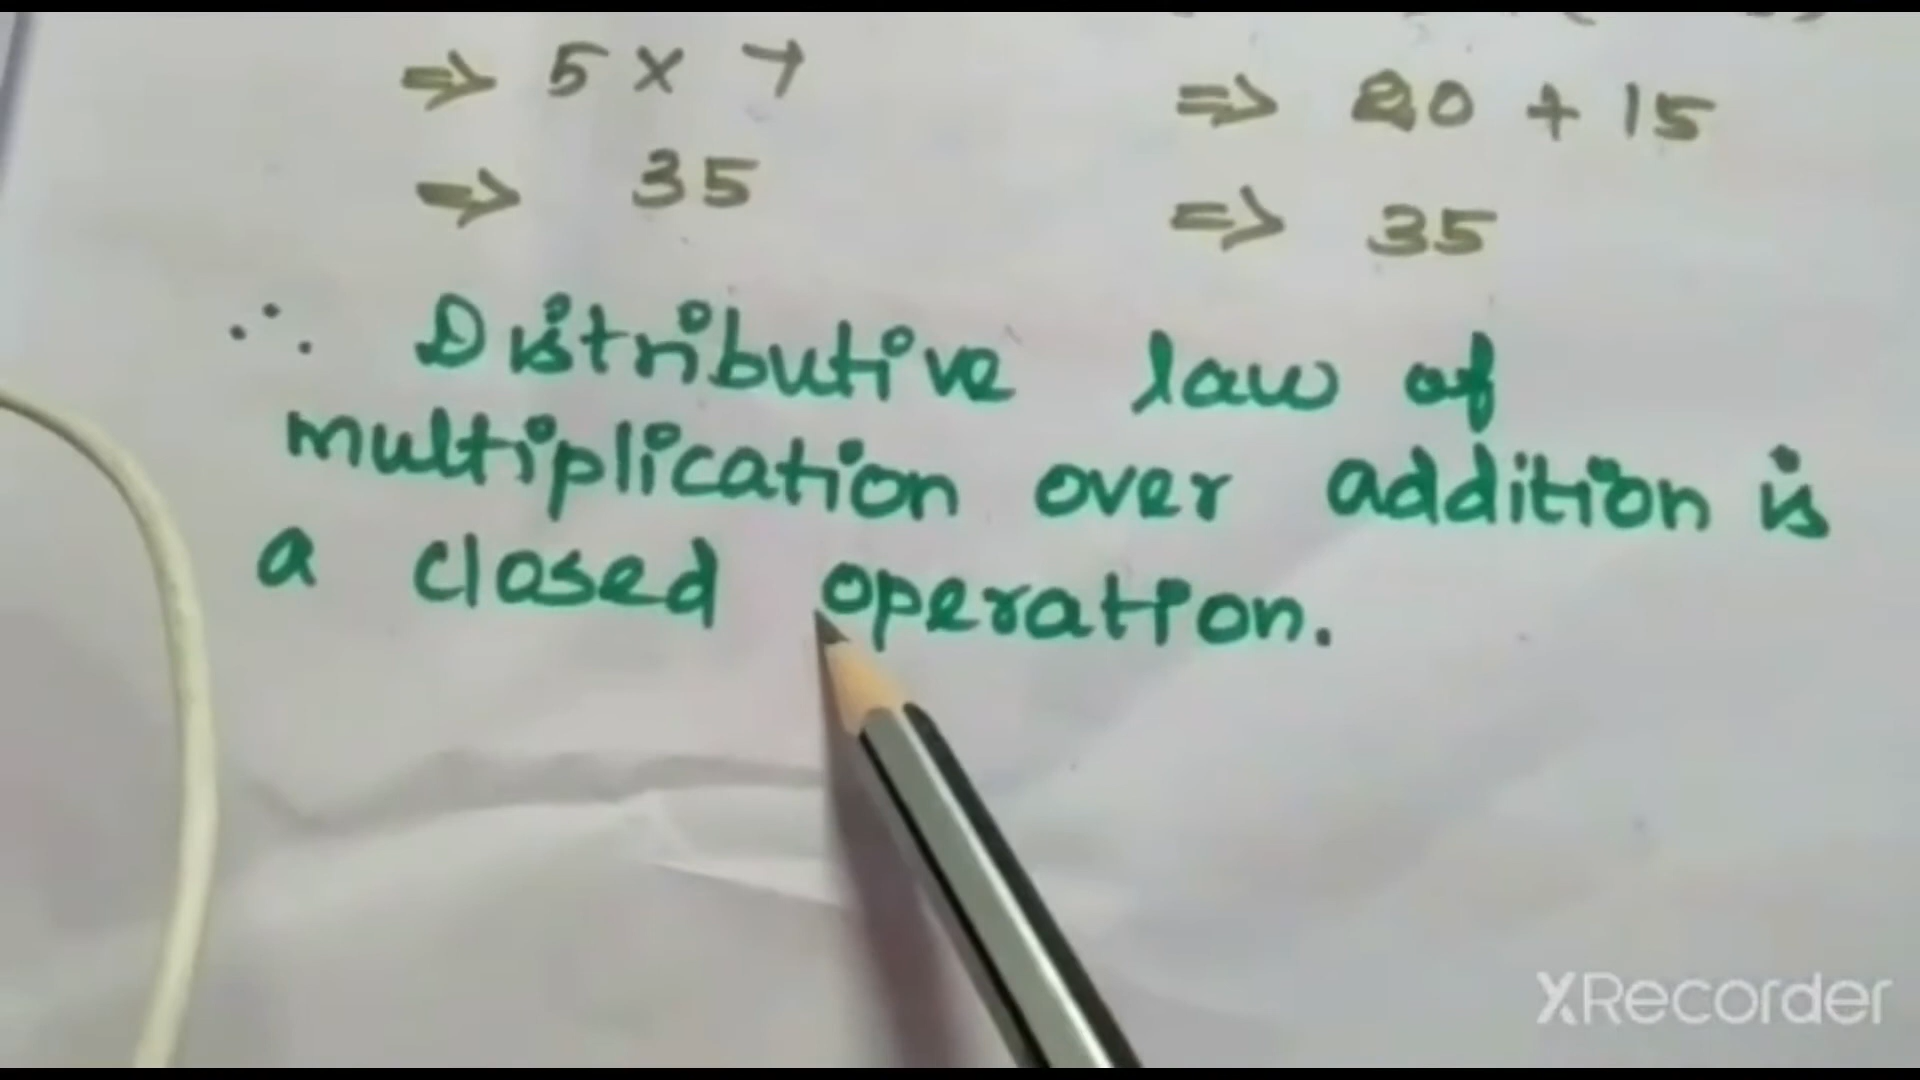 ⇒ 5 × 7
⇒ 20 + 15
⇒ 35
⇒ 35
∴ Distributive law of
multiplication over addition is
a closed operation.
XRecorder